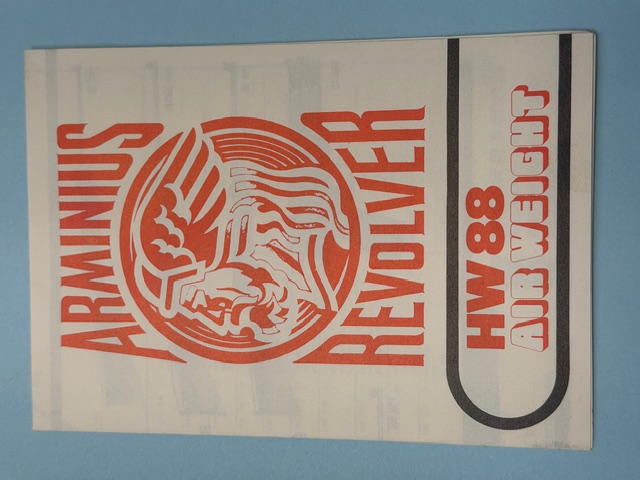 ARMINIUS
REVOLVER
HW 88
AIR WEIGHT